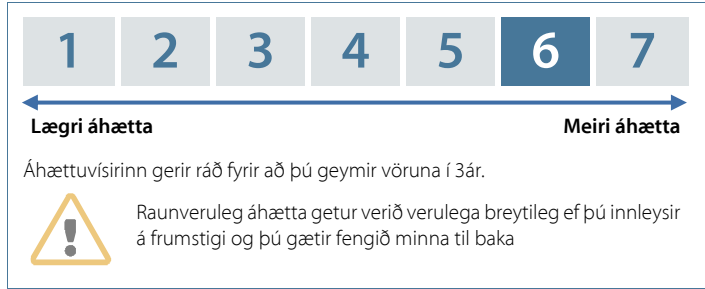 1 2 3 4 5 6 7
Lægri áhætta Meiri áhætta
Áhættuvísirinn gerir ráð fyrir að þú geymir vöruna í 3ár.
Raunveruleg áhætta getur verið verulega breytileg ef þú innleysir
á frumstigi og þú gætir fengið minna til baka